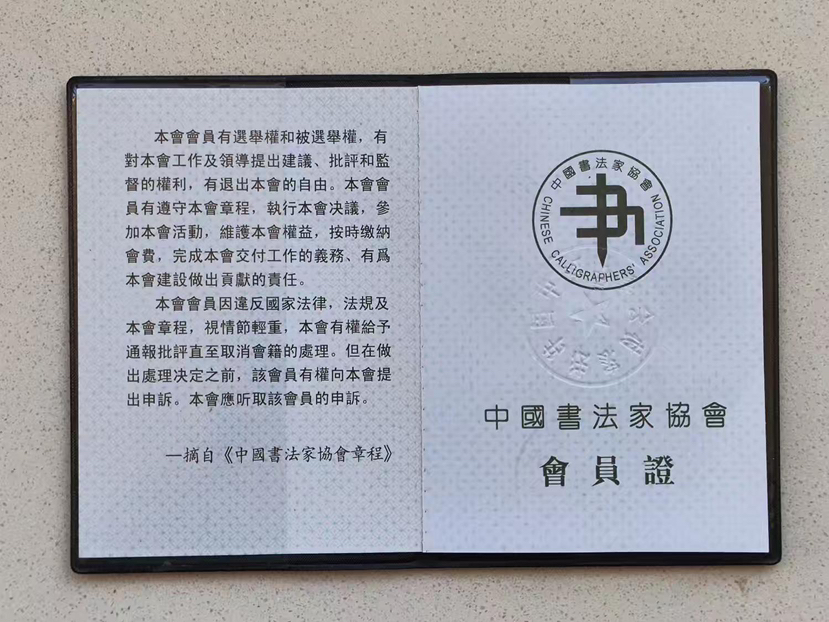 本會會員有選舉權和被選舉權，有
對本會工作及領導提出建議、批評和監
督的權利，有退出本會的自由。本會會
員有遵守本會章程，執行本会决議，參
加本會活動，維護本會權益，按時缴納
會費，完成本會交付工作的義務、有爲
本會建設做出貢獻的責任。
本會會員因違反國家法律，法規及
本會章程，視情節輕重，本會有權給予
通報批評直至取消會籍的處理。但在做
出處理决定之前，該會員有權向本會提
出申訴。本會應听取該會員的申訴。
—摘自《中國書法家協會章程》
中國書法家協會
CHINESE CALLIGRAPHERS' ASSOCIATION
中國書法家協會
會員證